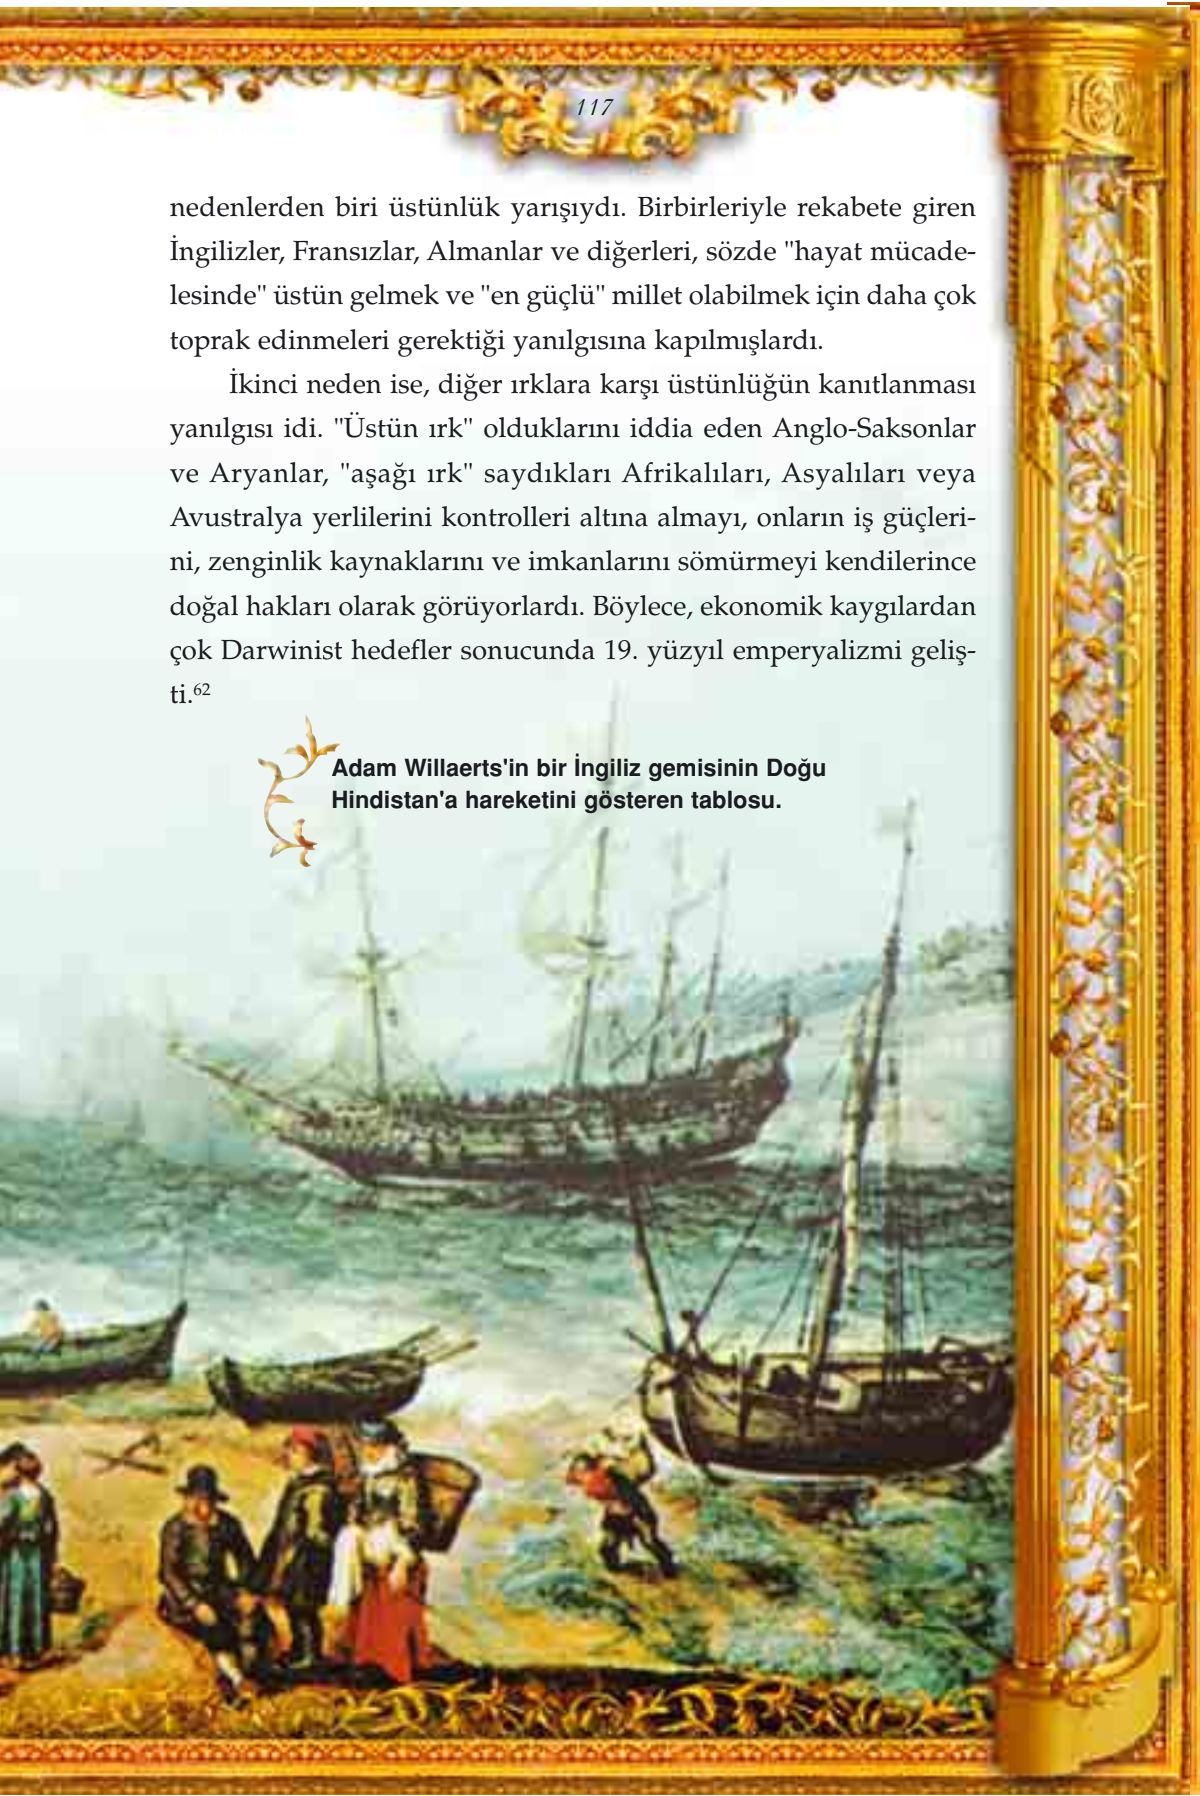 117
nedenlerden biri üstünlük yarışıydı. Birbirleriyle rekabete giren
İngilizler, Fransızlar, Almanlar ve diğerleri, sözde "hayat mücade-
lesinde" üstün gelmek ve "en güçlü" millet olabilmek için daha çok
toprak edinmeleri gerektiği yanılgısına kapılmışlardı.
İkinci neden ise, diğer ırklara karşı üstünlüğün kanıtlanması
yanılgısı idi. "Üstün ırk" olduklarını iddia eden Anglo-Saksonlar
ve Aryanlar, "aşağı ırk" saydıkları Afrikalıları, Asyalıları veya
Avustralya yerlilerini kontrolleri altına almayı, onların iş güçleri-
ni, zenginlik kaynaklarını ve imkanlarını sömürmeyi kendilerince
doğal hakları olarak görüyorlardı. Böylece, ekonomik kaygılardan
çok Darwinist hedefler sonucunda 19. yüzyıl emperyalizmi geliş-
ti.62
Adam Willaerts'in bir İngiliz gemisinin Doğu
Hindistan'a hareketini gösteren tablosu.